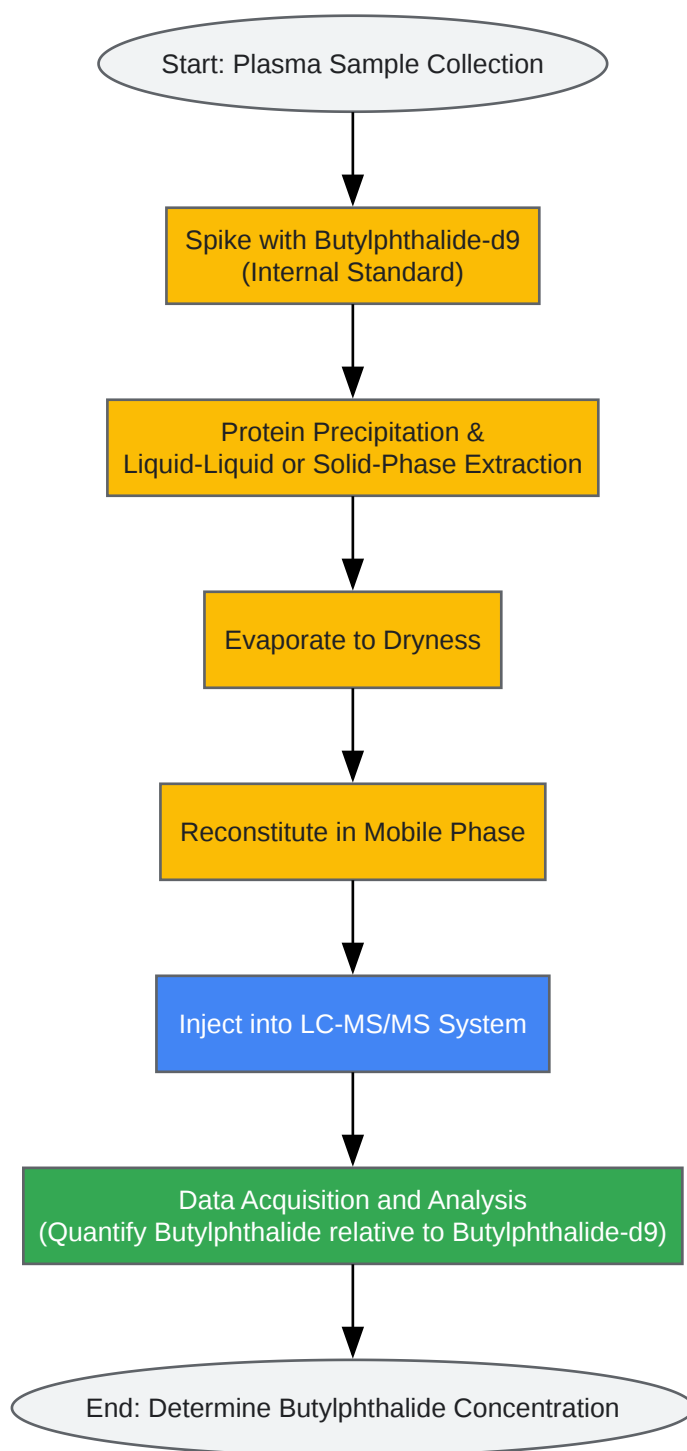 Start: Plasma Sample Collection
Spike with Butylphthalide-d9
(Internal Standard)
Protein Precipitation &
Liquid-Liquid or Solid-Phase Extraction
Evaporate to Dryness
Reconstitute in Mobile Phase
Inject into LC-MS/MS System
Data Acquisition and Analysis
(Quantify Butylphthalide relative to Butylphthalide-d9)
End: Determine Butylphthalide Concentration